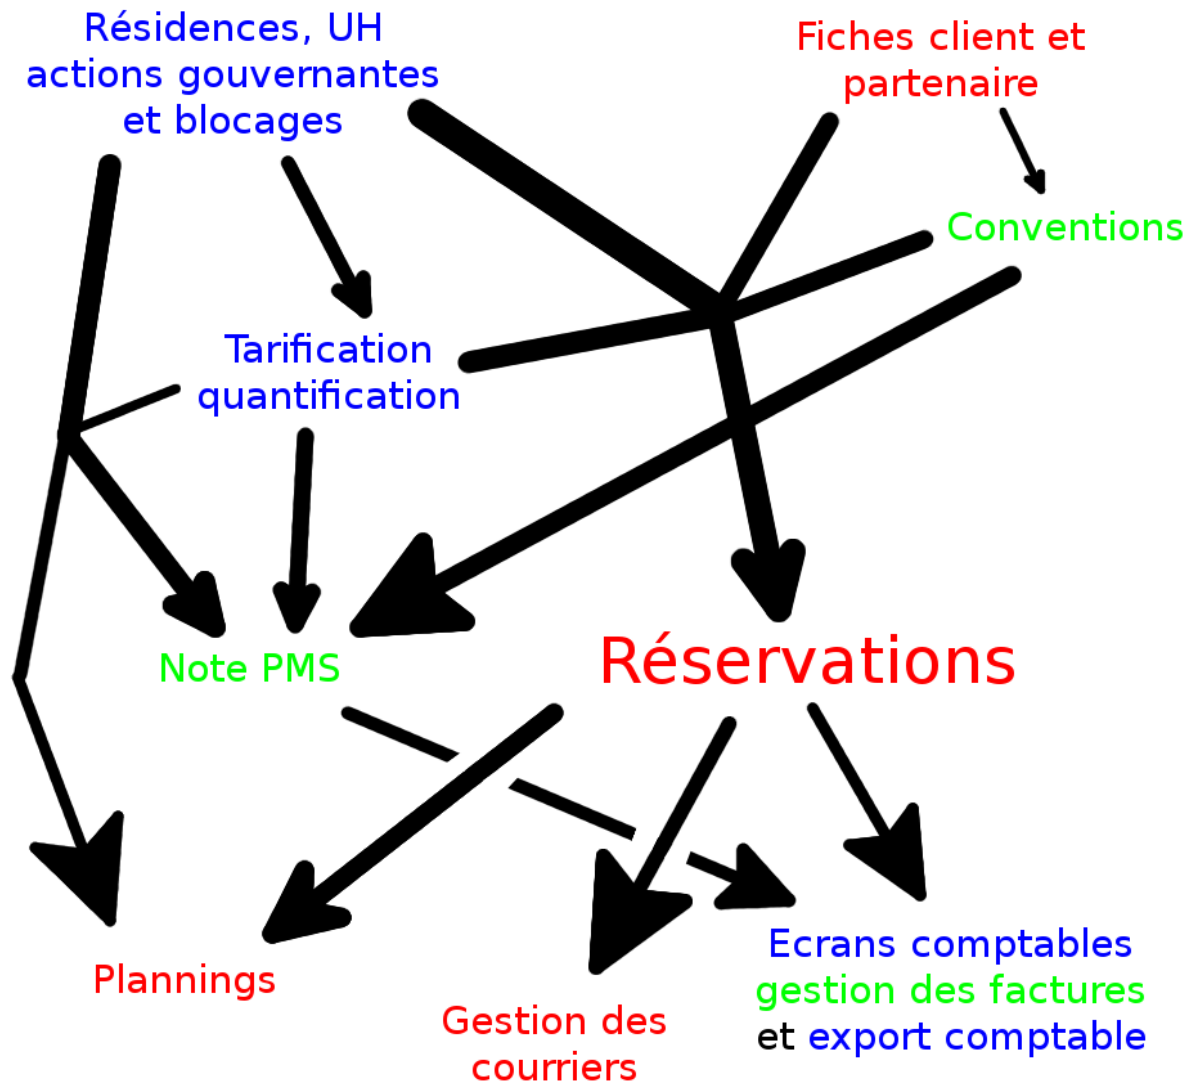 Résidences, UH
actions gouvernantes
et blocages
Fiches client et
partenaire
Conventions
Tarification
quantification
Note PMS
Réservations
Plannings
Gestion des
courriers
Ecrans comptables
gestion des factures
et export comptable